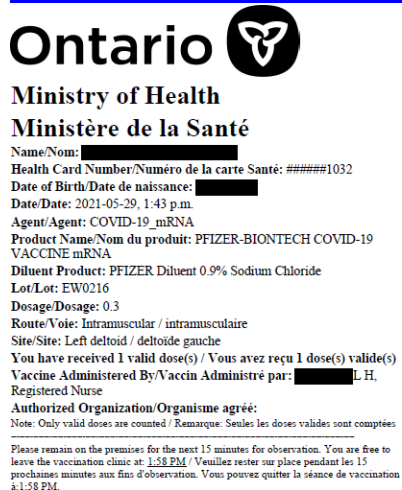 Ontario
Ministry of Health
Ministère de la Santé
Name/Nom:
Health Card Number/Numéro de la carte Santé: ######1032
Date of Birth/Date de naissance:
Date/Date: 2021-05-29, 1:43 p.m.
Agent/Agent: COVID-19_mRNA
Product Name/Nom du produit: PFIZER-BIONTECH COVID-19
VACCINE mRNA
Diluent Product: PFIZER Diluent 0.9% Sodium Chloride
Lot/Lot: EW0216
Dosage/Dosage: 0.3
Route/Voie: Intramuscular / intramusculaire
Site/Site: Left deltoid / deltoïde gauche
You have received 1 valid dose(s) / Vous avez reçu 1 dose(s) valide(s)
Vaccine Administered By/Vaccin Administré par: L H,
Registered Nurse
Authorized Organization/Organisme agréé:
Note: Only valid doses are counted / Remarque: Seules les doses valides sont comptées
Please remain on the premises for the next 15 minutes for observation. You are free to
leave the vaccination clinic at: 1:58 PM / Veuillez rester sur place pendant les 15
prochaines minutes aux fins d'observation. Vous pouvez quitter la séance de vaccination
à:1:58 PM.